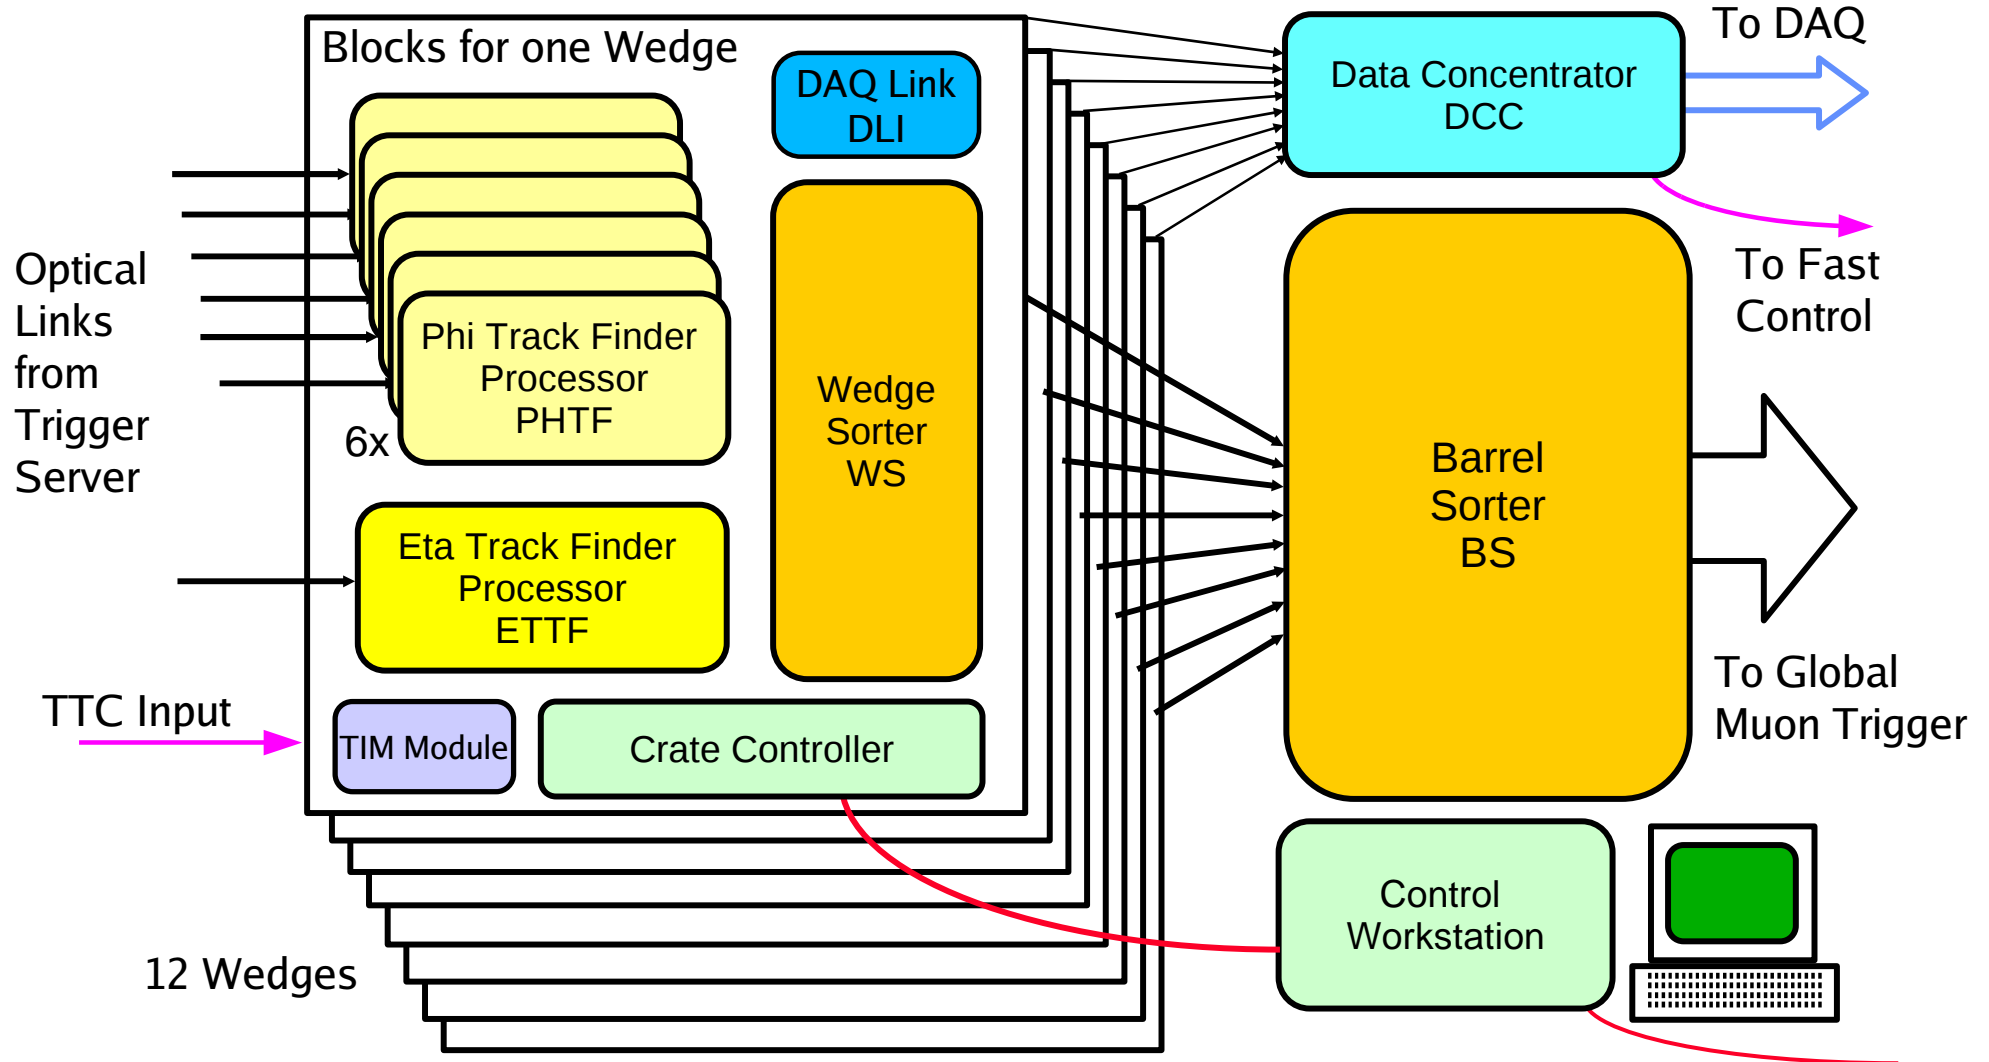 Blocks for one Wedge
DAQ Link
DLI
Phi Track Finder
Processor
PHTF
6x
Wedge
Sorter
WS
Eta Track Finder
Processor
ETTF
TIM Module
Crate Controller
Optical
Links
from
Trigger
Server
TTC Input
12 Wedges
Data Concentrator
DCC
To DAQ
To Fast
Control
Barrel
Sorter
BS
To Global
Muon Trigger
Control
Workstation